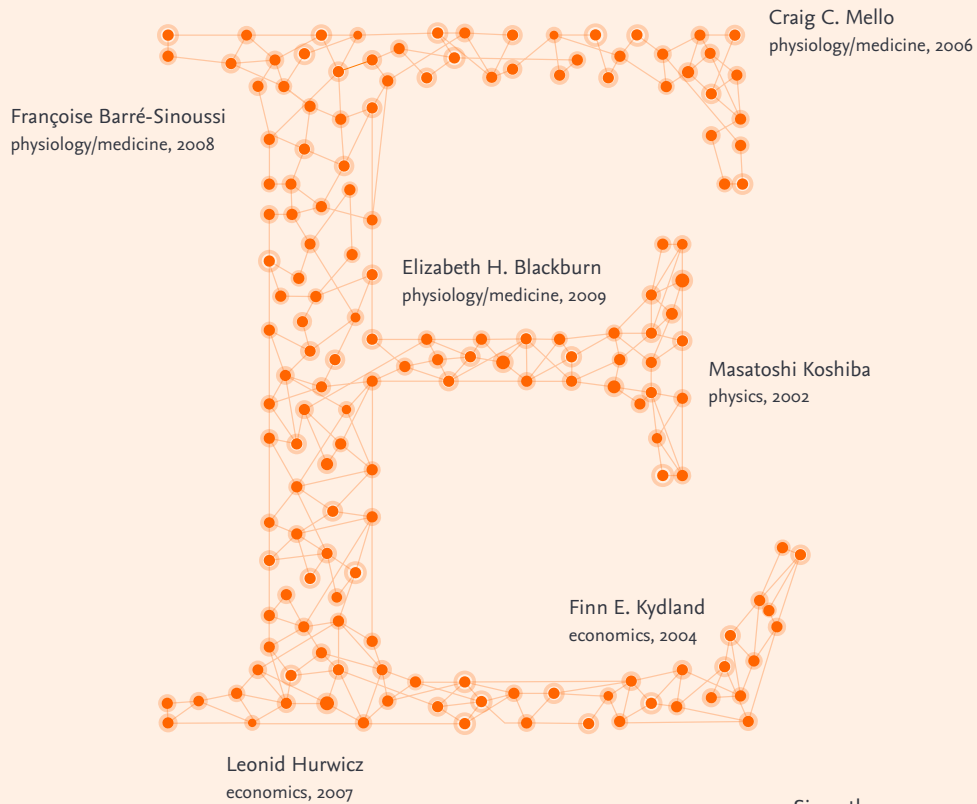 Craig C. Mello
physiology/medicine, 2006
Françoise Barré-Sinoussi
physiology/medicine, 2008
Elizabeth H. Blackburn
physiology/medicine, 2009
Masatoshi Koshiba
physics, 2002
Finn E. Kydland
economics, 2004
Leonid Hurwicz
economics, 2007